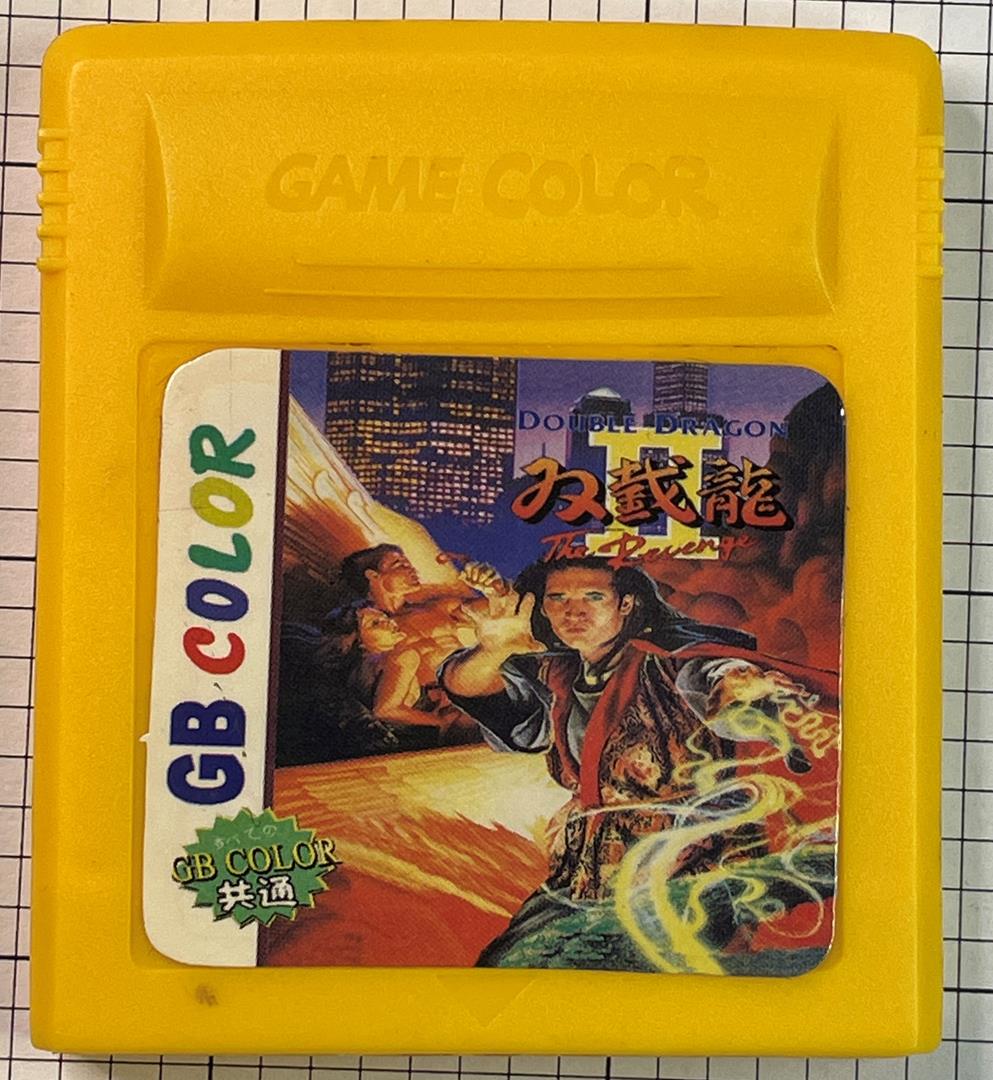 GAME COLOR
DOUBLE DRAGON
II
双截龍
The Revenge
GB COLOR
すべての
GB COLOR
共通